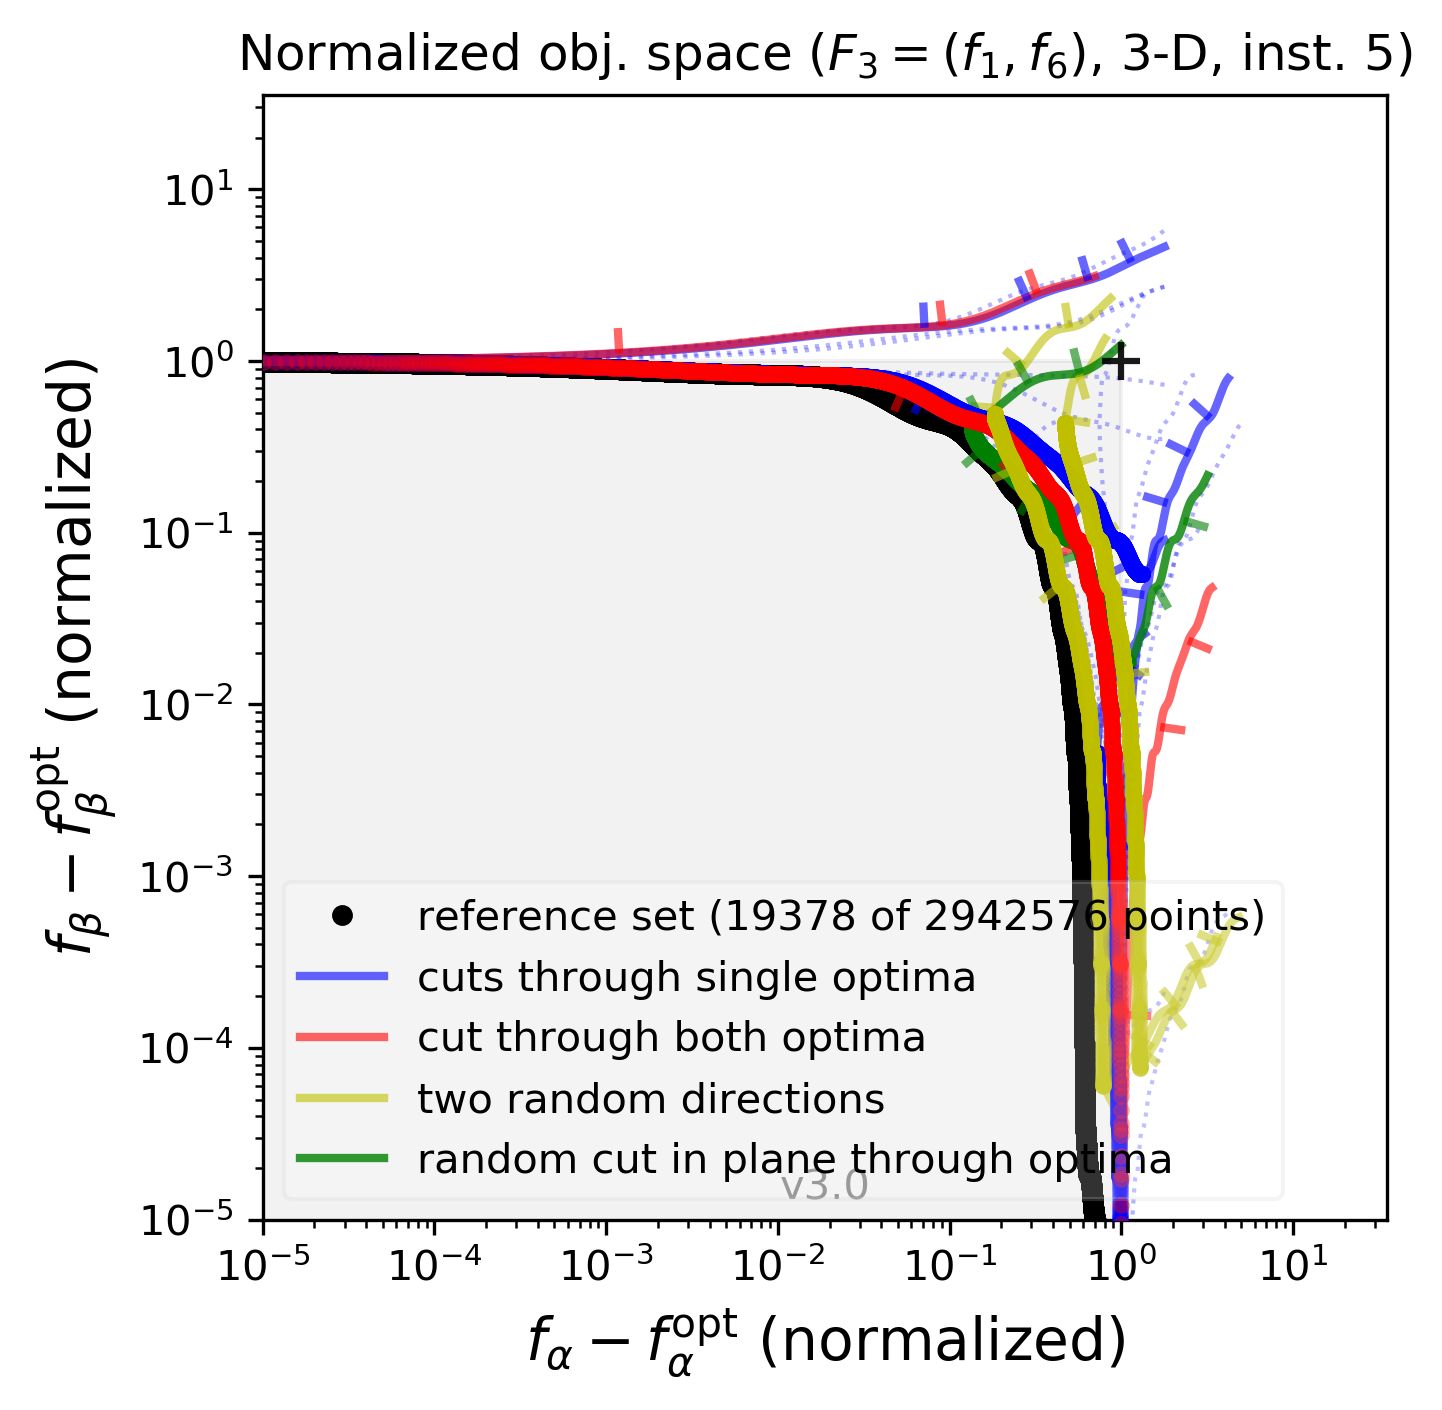 Normalized obj. space (F₃ = (f₁, f₆), 3-D, inst. 5)
f_β − f_β^opt (normalized)
10¹
10⁰
10⁻¹
10⁻²
10⁻³
10⁻⁴
10⁻⁵
reference set (19378 of 2942576 points)
cuts through single optima
cut through both optima
two random directions
random cut in plane through optima
v3.0
10⁻⁵ 10⁻⁴ 10⁻³ 10⁻² 10⁻¹ 10⁰ 10¹
f_α − f_α^opt (normalized)